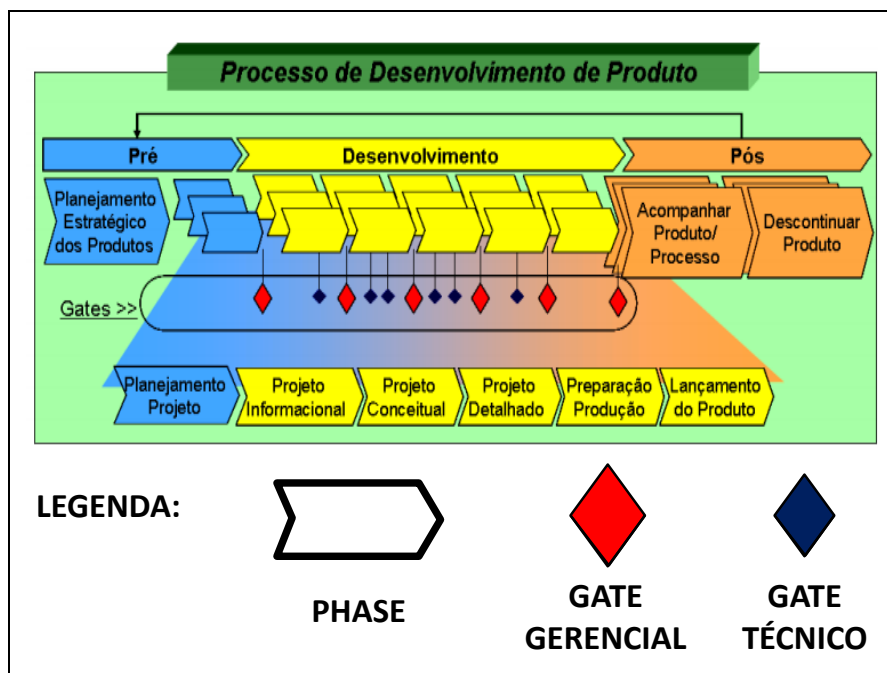 Processo de Desenvolvimento de Produto
Pré
Desenvolvimento
Pós
Planejamento
Estratégico
dos Produtos
Acompanhar
Produto/
Processo
Descontinuar
Produto
Gates >>
Planejamento
Projeto
Projeto
Informacional
Projeto
Conceitual
Projeto
Detalhado
Preparação
Produção
Lançamento
do Produto
LEGENDA:
PHASE
GATE
GERENCIAL
GATE
TÉCNICO